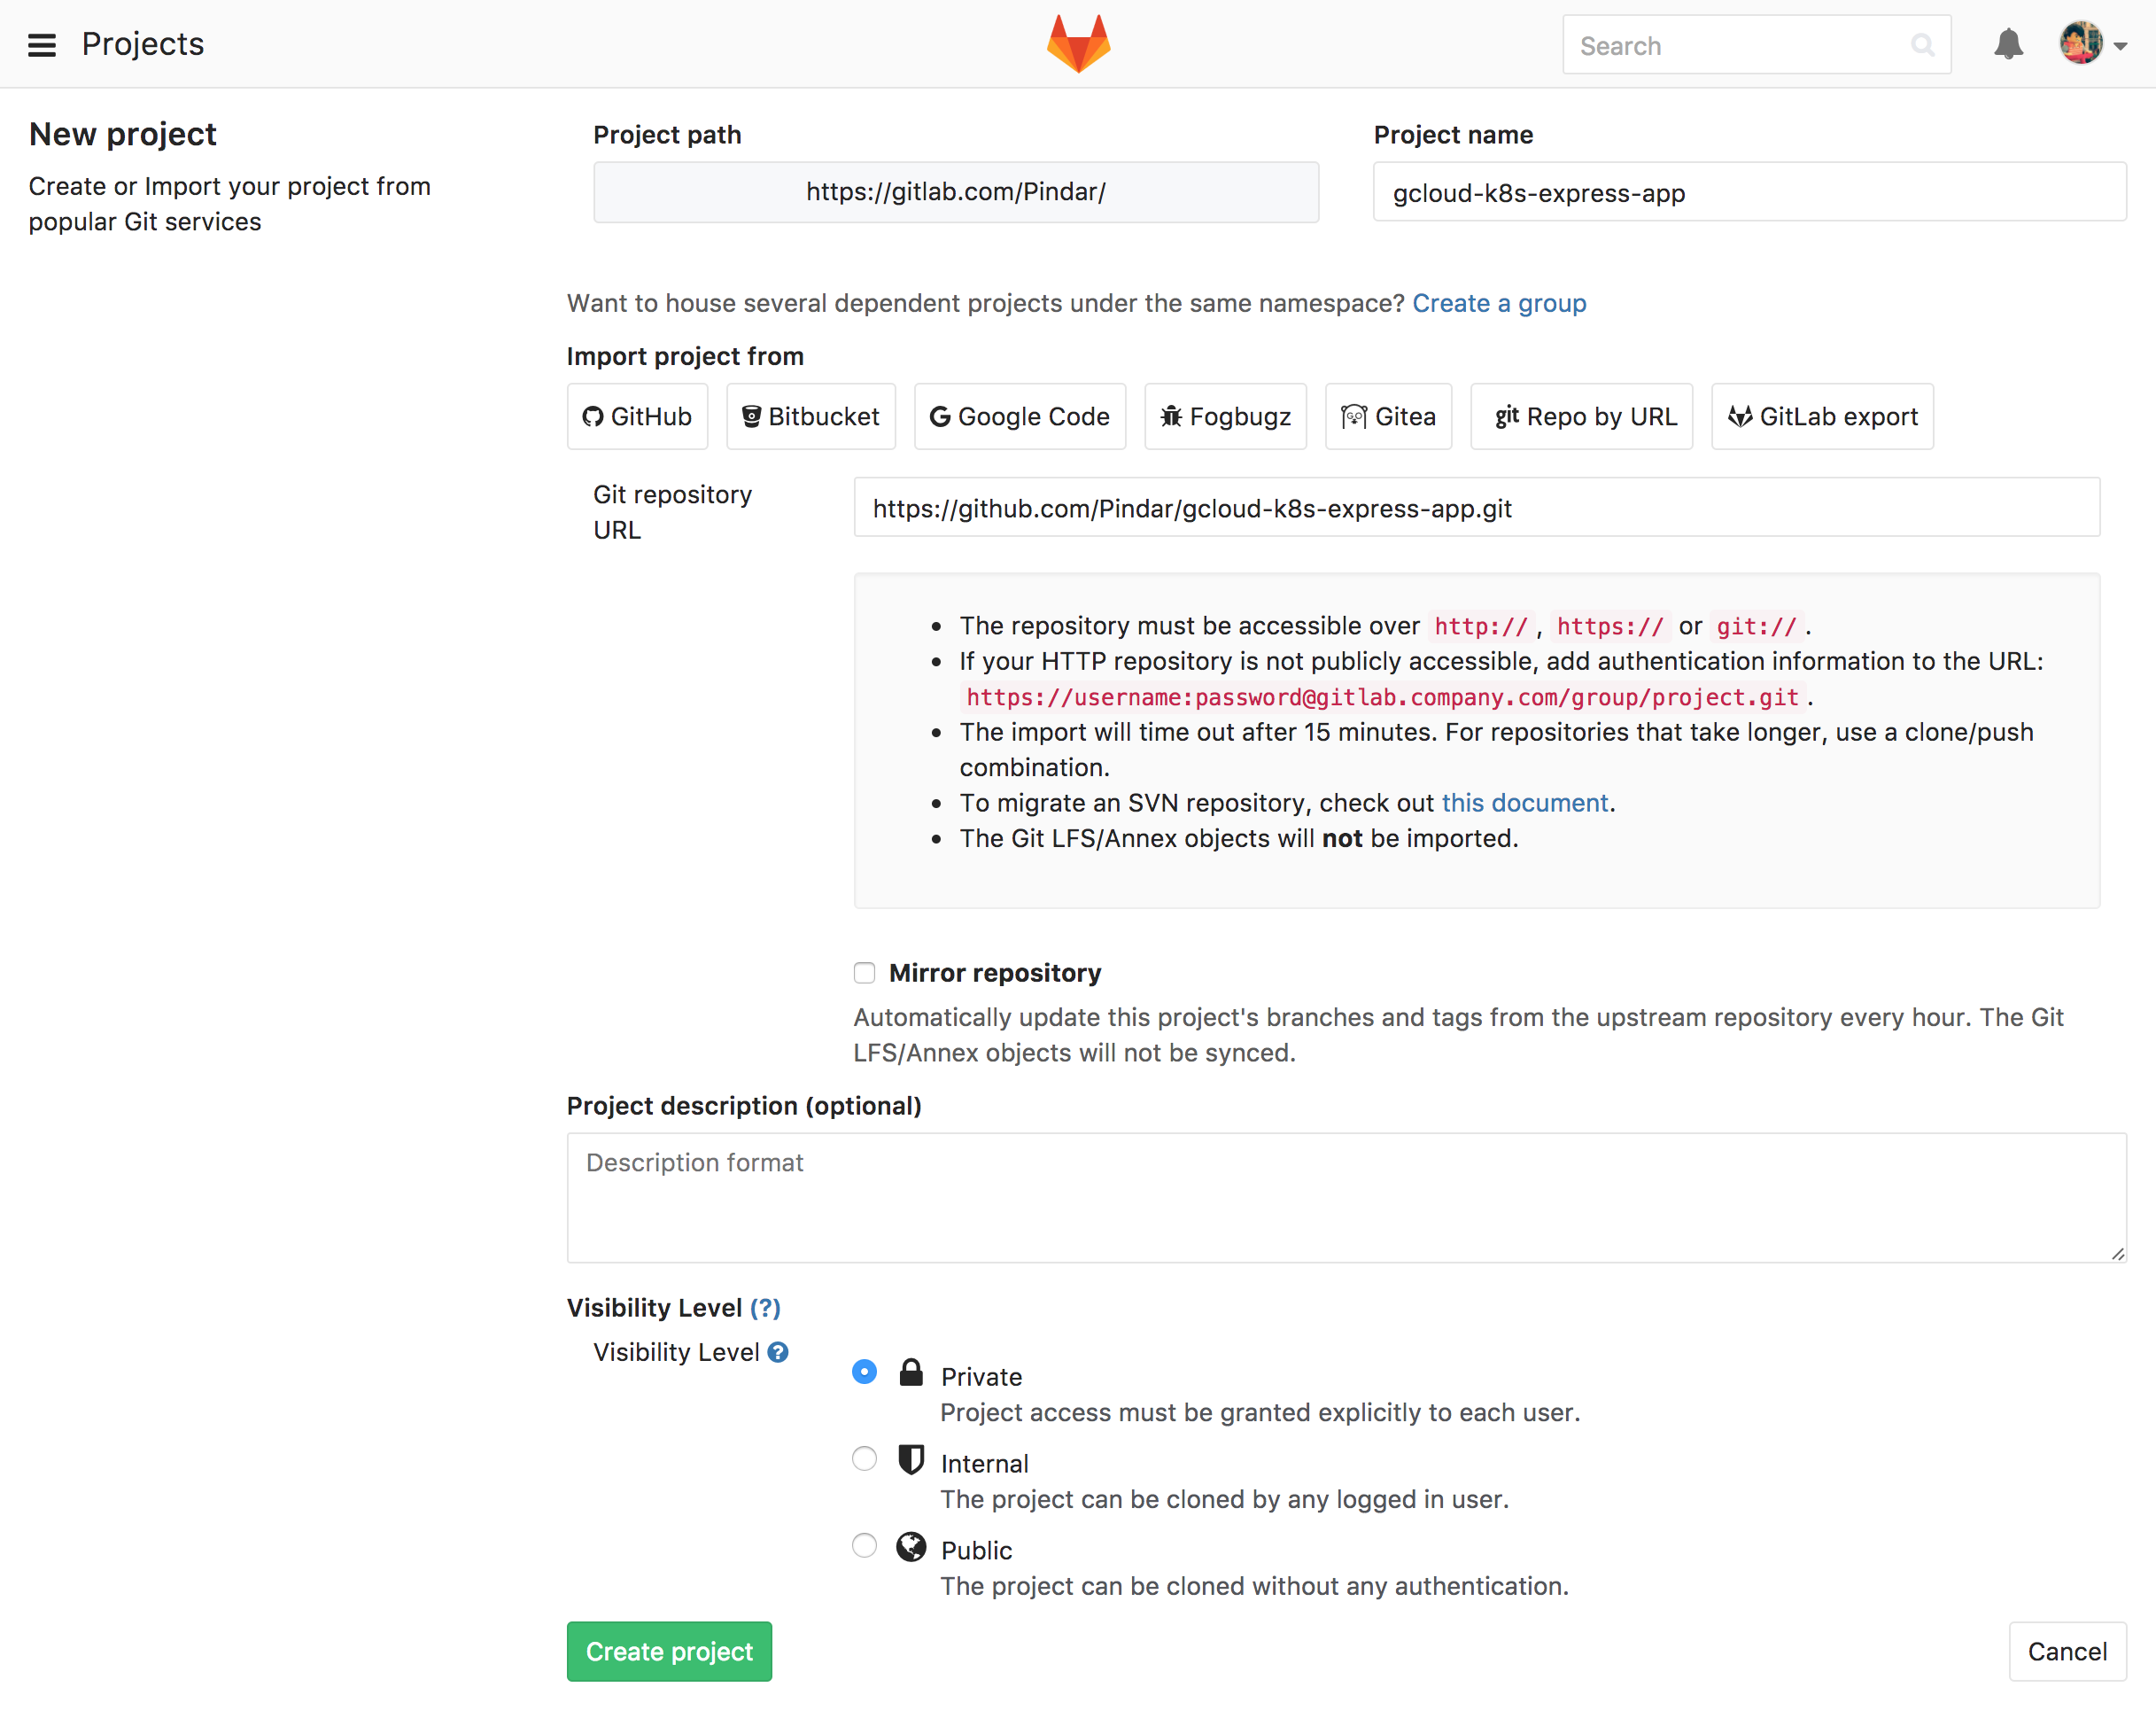 Projects
Search
New project
Create or Import your project from
popular Git services
Project path
https://gitlab.com/Pindar/
Project name
gcloud-k8s-express-app
Want to house several dependent projects under the same namespace? Create a group
Import project from
GitHub
Bitbucket
Google Code
Fogbugz
Gitea
git Repo by URL
GitLab export
Git repository
URL
https://github.com/Pindar/gcloud-k8s-express-app.git
• The repository must be accessible over http://, https:// or git://.
• If your HTTP repository is not publicly accessible, add authentication information to the URL:
https://username:password@gitlab.company.com/group/project.git.
• The import will time out after 15 minutes. For repositories that take longer, use a clone/push
combination.
• To migrate an SVN repository, check out this document.
• The Git LFS/Annex objects will not be imported.
Mirror repository
Automatically update this project's branches and tags from the upstream repository every hour. The Git
LFS/Annex objects will not be synced.
Project description (optional)
Description format
Visibility Level (?)
Visibility Level ?
Private
Project access must be granted explicitly to each user.
Internal
The project can be cloned by any logged in user.
Public
The project can be cloned without any authentication.
Create project
Cancel